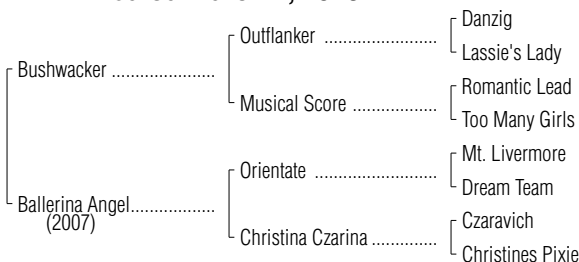 Danzig
Outflanker ........................
Lassie's Lady
Bushwacker ......................
Romantic Lead
Musical Score ..................
Too Many Girls
Mt. Livermore
Orientate ..........................
Dream Team
Ballerina Angel..................
(2007)
Czaravich
Christina Czarina ..............
Christines Pixie